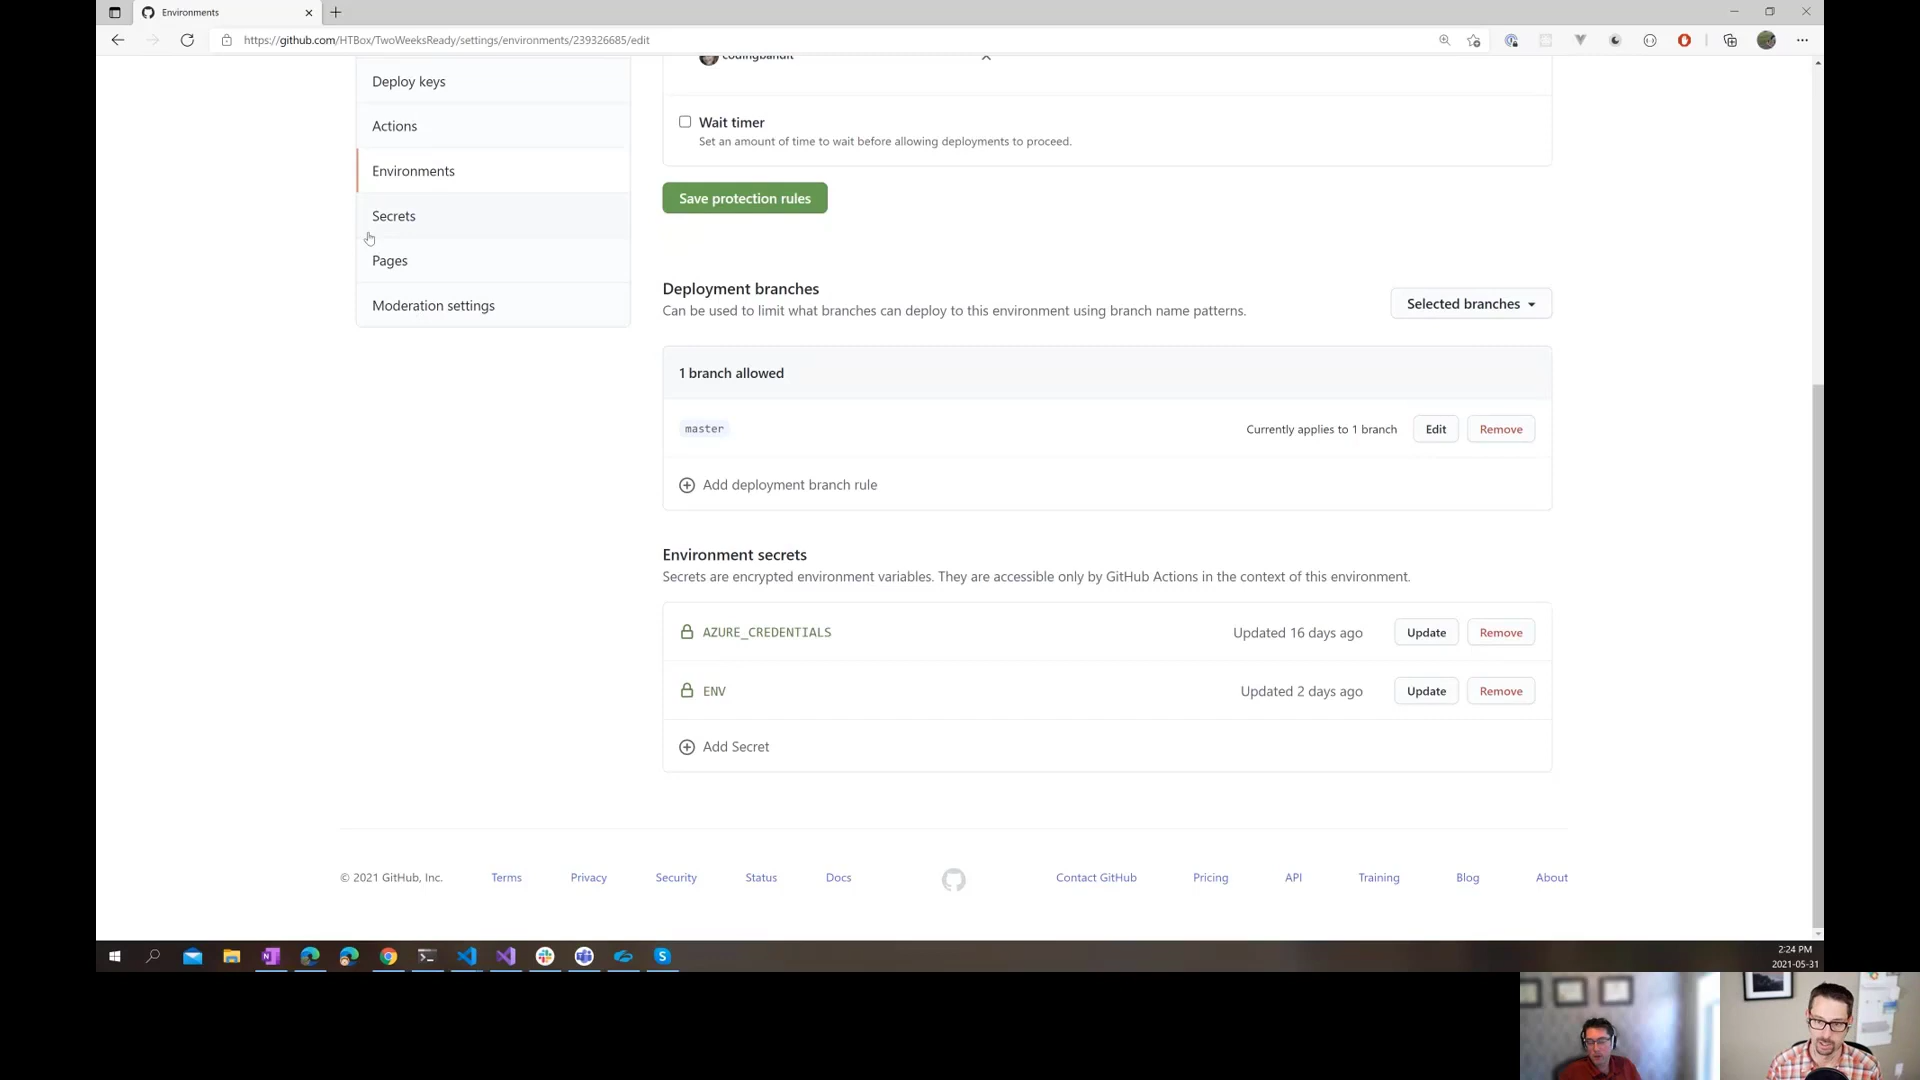 Environments
https://github.com/HTBox/TwoWeeksReady/settings/environments/239326685/edit
codingbandit
Deploy keys
Actions
Environments
Secrets
Pages
Moderation settings
Wait timer
Set an amount of time to wait before allowing deployments to proceed.
Save protection rules
Deployment branches
Can be used to limit what branches can deploy to this environment using branch name patterns.
Selected branches
1 branch allowed
master
Currently applies to 1 branch
Edit
Remove
Add deployment branch rule
Environment secrets
Secrets are encrypted environment variables. They are accessible only by GitHub Actions in the context of this environment.
AZURE_CREDENTIALS
Updated 16 days ago
Update
Remove
ENV
Updated 2 days ago
Update
Remove
Add Secret
© 2021 GitHub, Inc.
Terms
Privacy
Security
Status
Docs
Contact GitHub
Pricing
API
Training
Blog
About
2:24 PM
2021-05-31